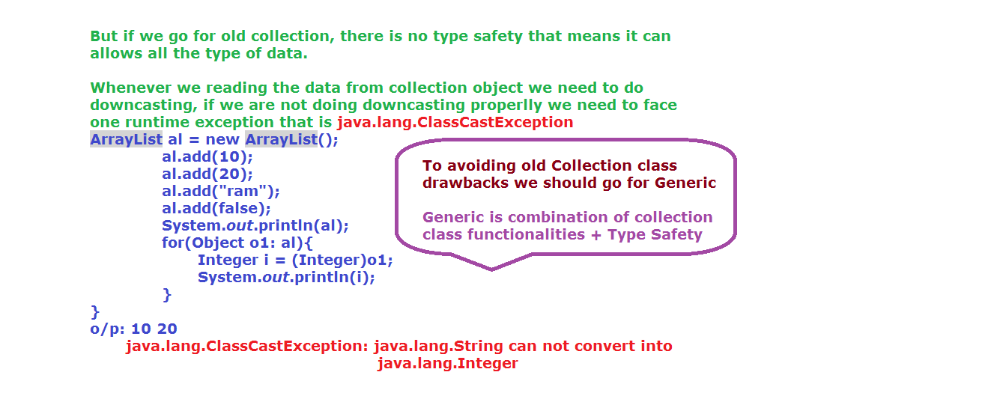 But if we go for old collection, there is no type safety that means it can
allows all the type of data.
Whenever we reading the data from collection object we need to do
downcasting, if we are not doing downcasting properlly we need to face
one runtime exception that is java.lang.ClassCastException
ArrayList al = new ArrayList();
al.add(10);
al.add(20);
al.add("ram");
al.add(false);
System.out.println(al);
for(Object o1: al){
Integer i = (Integer)o1;
System.out.println(i);
}
}
To avoiding old Collection class
drawbacks we should go for Generic
Generic is combination of collection
class functionalities + Type Safety
o/p: 10 20
java.lang.ClassCastException: java.lang.String can not convert into
java.lang.Integer